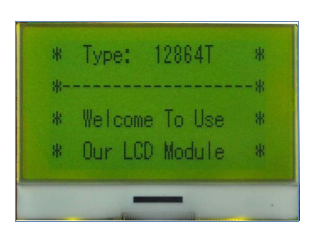 * Type: 12864T *
*------------------*
* Welcome To Use *
* Our LCD Module *